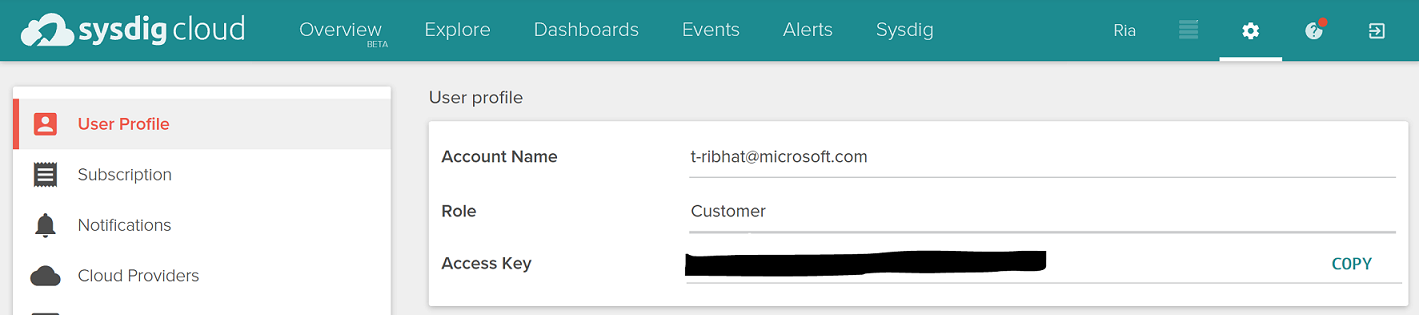 sysdig cloud
Overview
BETA
Explore
Dashboards
Events
Alerts
Sysdig
Ria
?
User Profile
Subscription
Notifications
Cloud Providers
User profile
Account Name
t-ribhat@microsoft.com
Role
Customer
Access Key
COPY